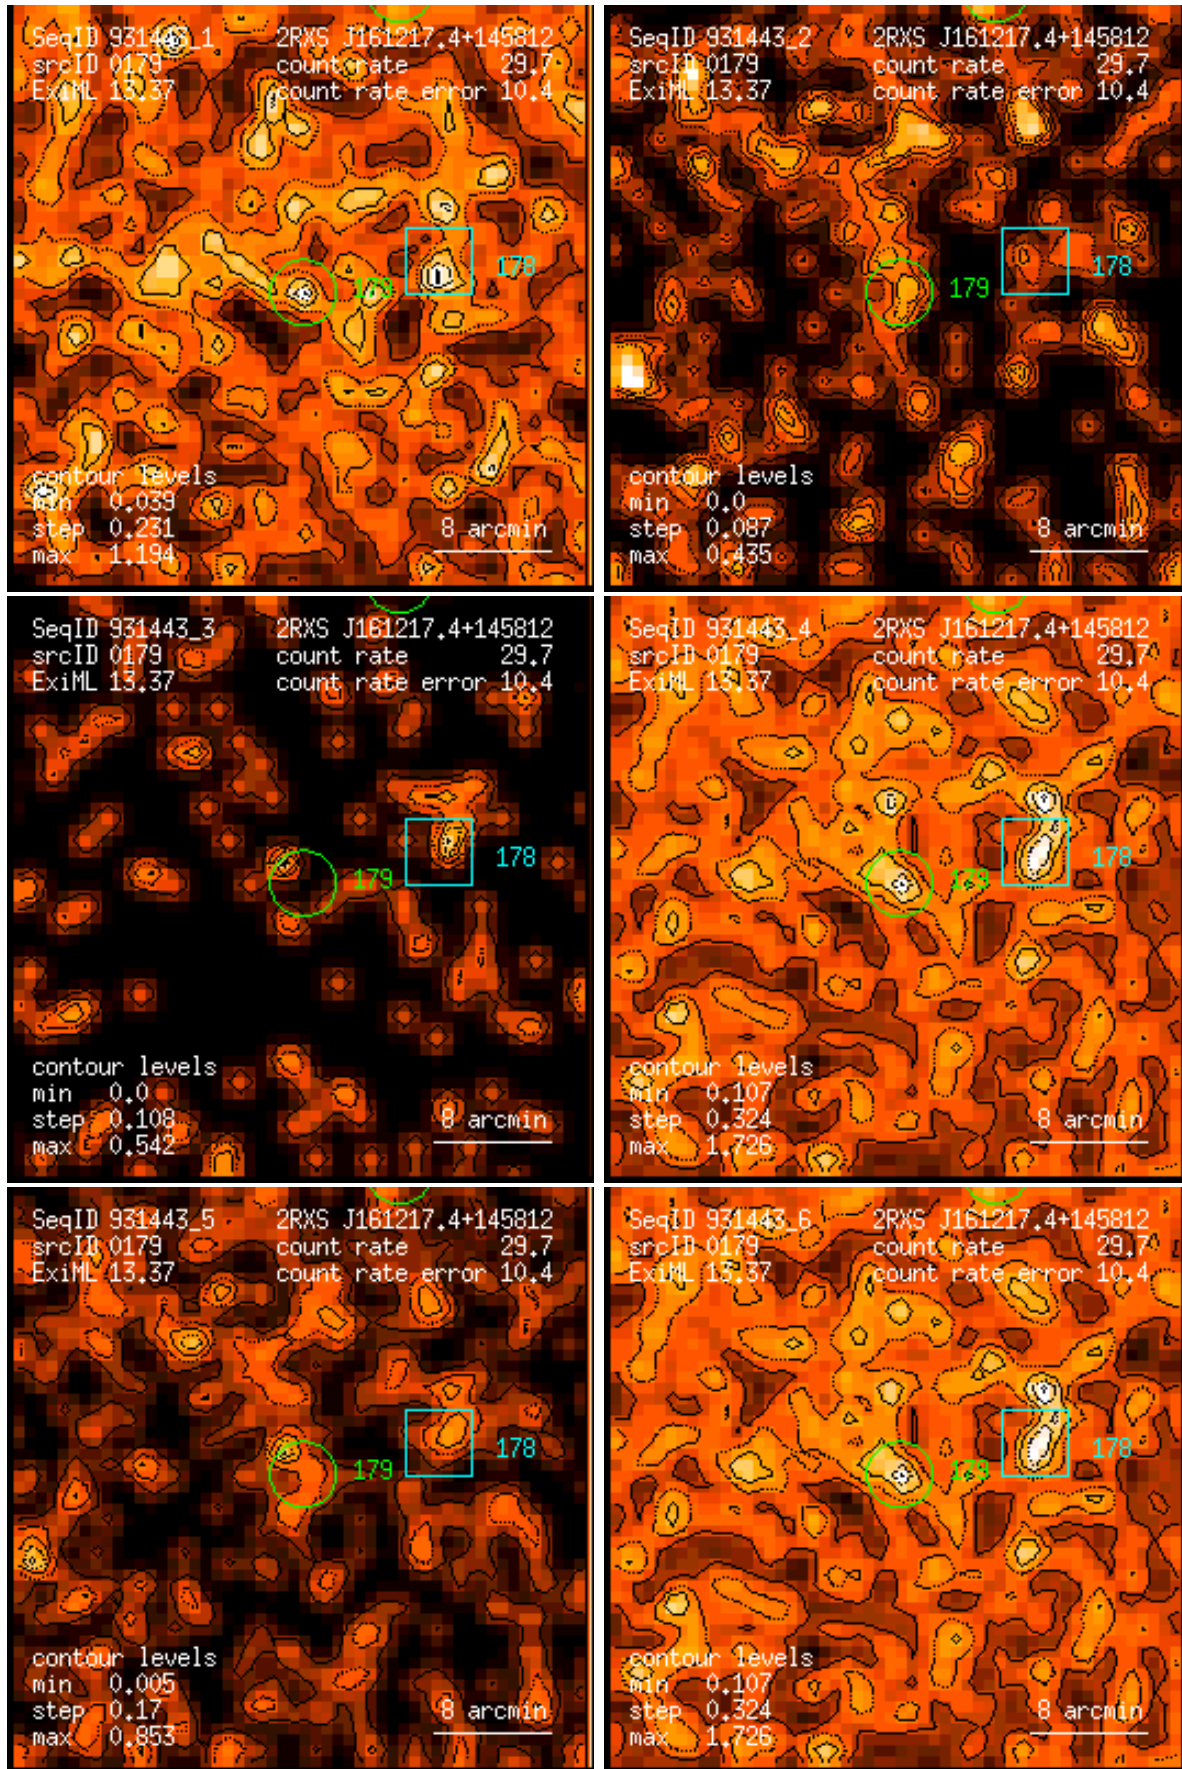 SeqID 931443_1 2RXS J161217.4+145812
srcID 0179 count rate 29.7
ExiML 13.37 count rate error 10.4
178
179
contour levels
min 0.039
step 0.231 8 arcmin
max 1.194
SeqID 931443_2 2RXS J161217.4+145812
srcID 0179 count rate 29.7
ExiML 13.37 count rate error 10.4
178
179
contour levels
min 0.0
step 0.087 8 arcmin
max 0.435
SeqID 931443_3 2RXS J161217.4+145812
srcID 0179 count rate 29.7
ExiML 13.37 count rate error 10.4
178
179
contour levels
min 0.0
step 0.108 8 arcmin
max 0.542
SeqID 931443_4 2RXS J161217.4+145812
srcID 0179 count rate 29.7
ExiML 13.37 count rate error 10.4
178
179
contour levels
min 0.107
step 0.324 8 arcmin
max 1.726
SeqID 931443_5 2RXS J161217.4+145812
srcID 0179 count rate 29.7
ExiML 13.37 count rate error 10.4
178
179
contour levels
min 0.005
step 0.17 8 arcmin
max 0.853
SeqID 931443_6 2RXS J161217.4+145812
srcID 0179 count rate 29.7
ExiML 13.37 count rate error 10.4
178
179
contour levels
min 0.107
step 0.324 8 arcmin
max 1.726